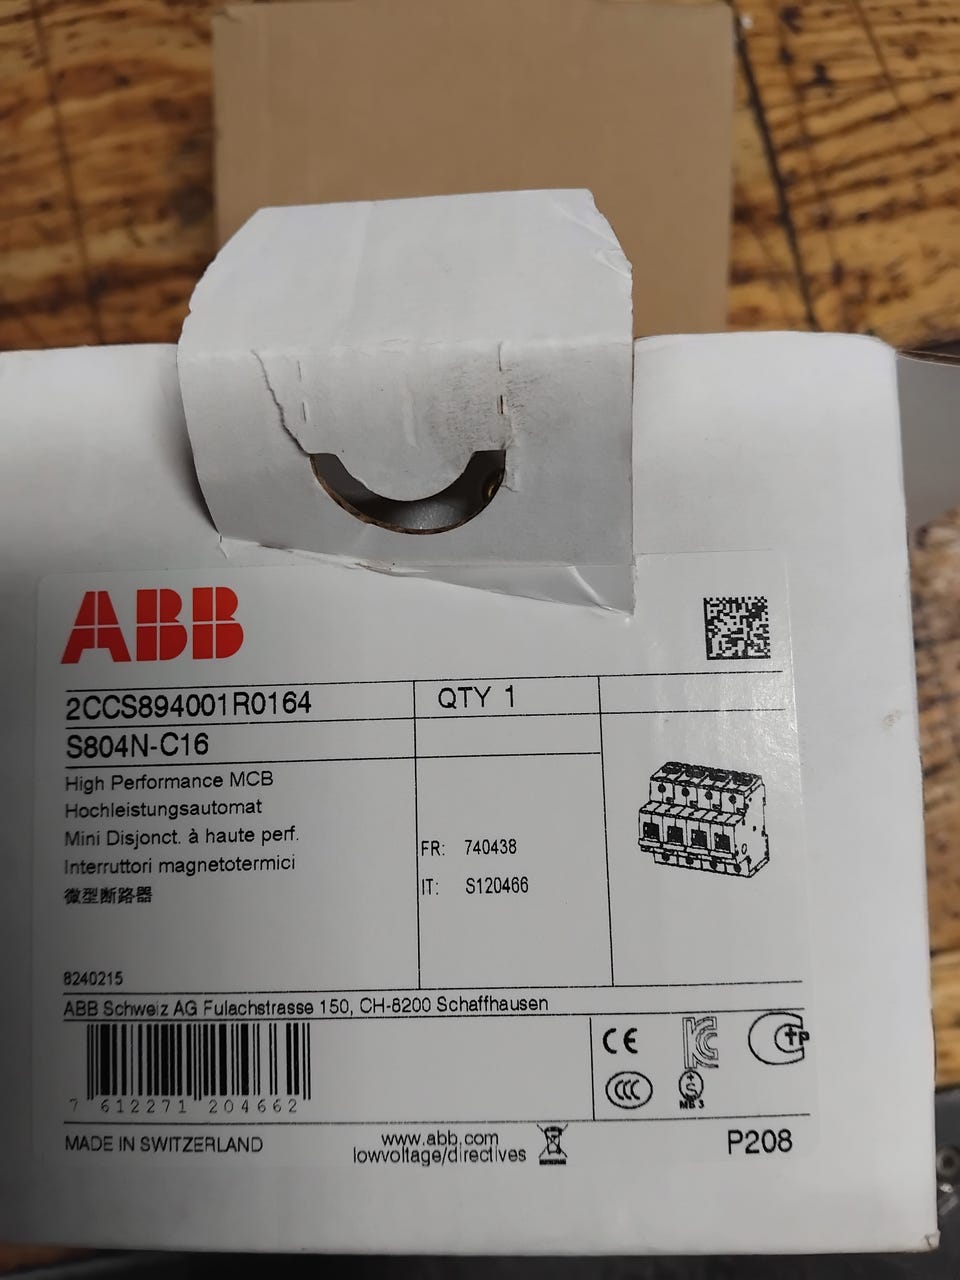 ABB
2CCS894001R0164
QTY 1
S804N-C16
High Performance MCB
Hochleistungsautomat
Mini Disjonct. à haute perf.
Interruttori magnetotermici
微型断路器
FR: 740438
IT: S120466
8240215
ABB Schweiz AG Fulachstrasse 150, CH-8200 Schaffhausen
7 612271 204662
CE
MADE IN SWITZERLAND
www.abb.com
lowvoltage/directives
P208